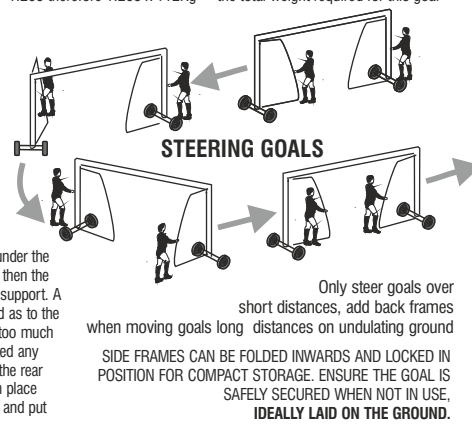 therefore
the total weight required for this goal
STEERING GOALS
under the
then the
support. A
as to the
too much
any
the rear
place
and put
Only steer goals over
short distances, add back frames
when moving goals long distances on undulating ground
SIDE FRAMES CAN BE FOLDED INWARDS AND LOCKED IN
POSITION FOR COMPACT STORAGE. ENSURE THE GOAL IS
SAFELY SECURED WHEN NOT IN USE,
IDEALLY LAID ON THE GROUND.